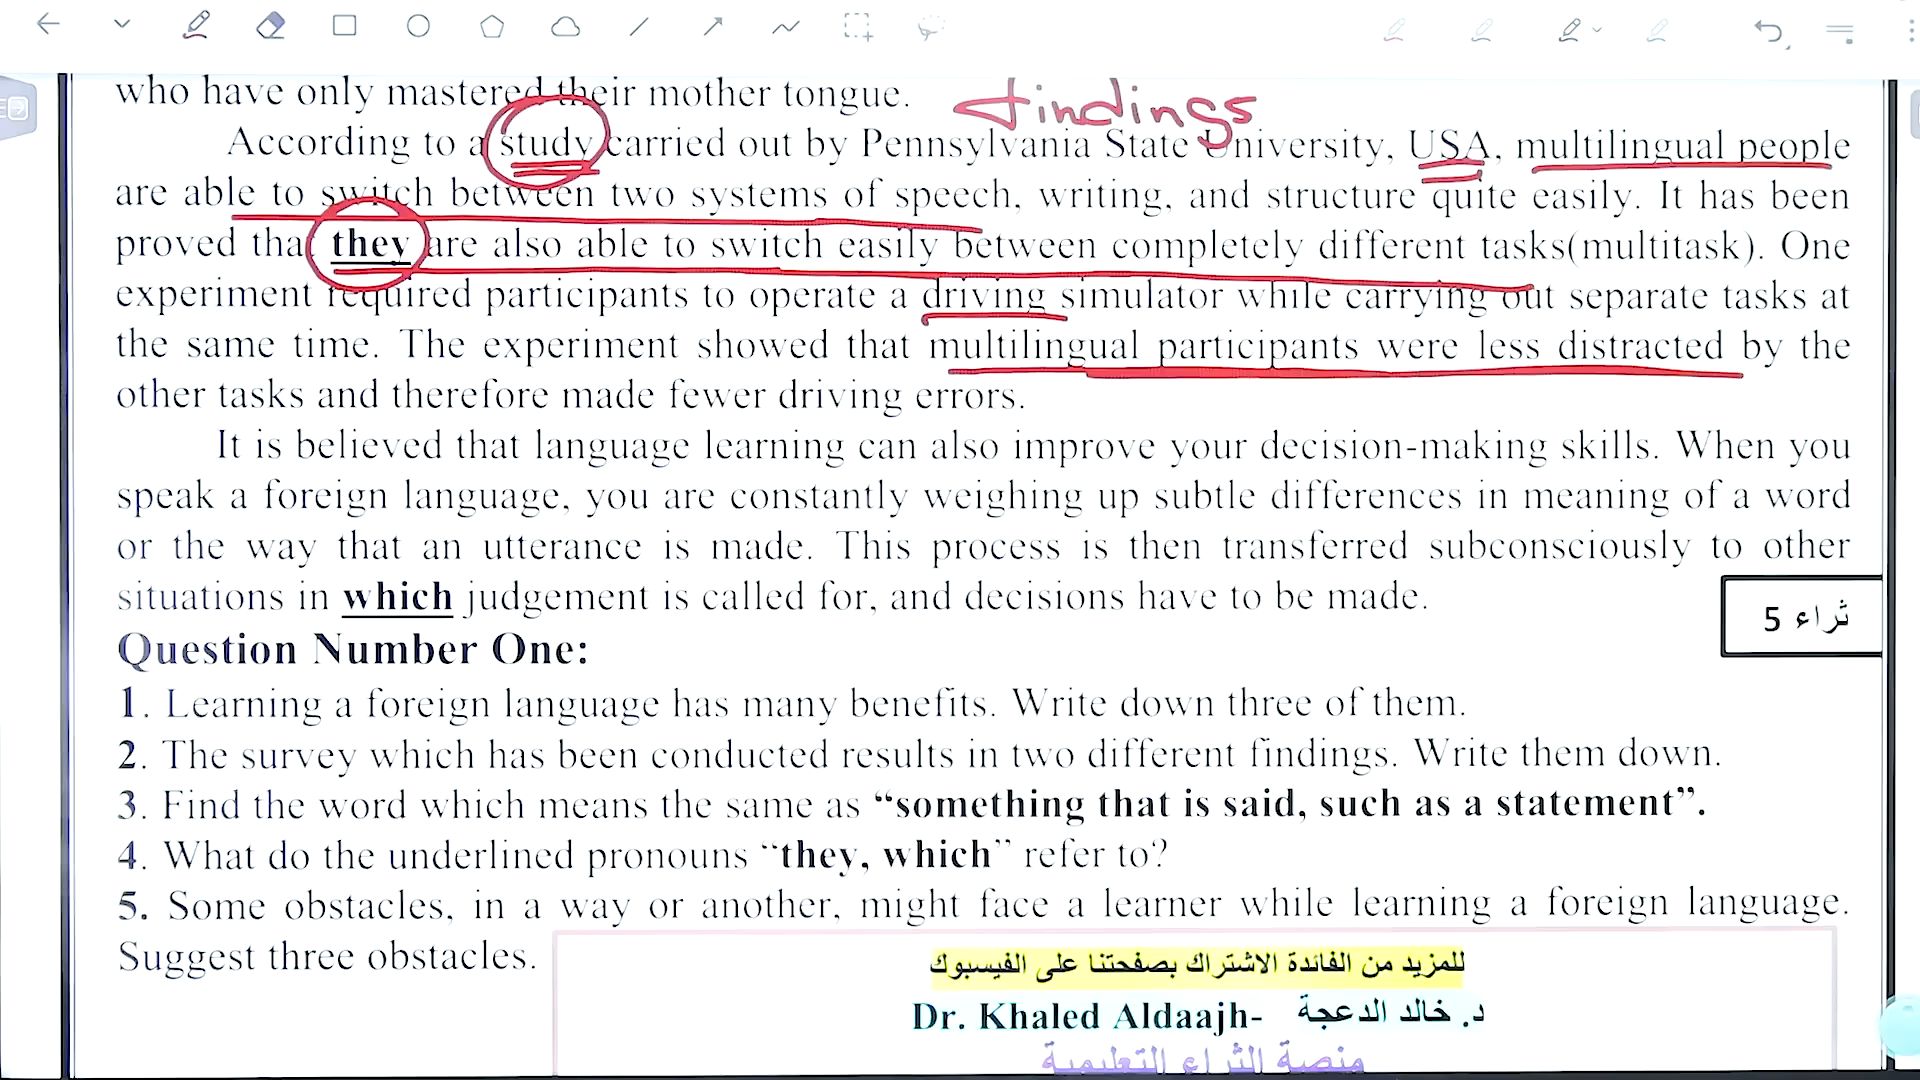 who have only mastered their mother tongue.
findings
According to a study carried out by Pennsylvania State University, USA, multilingual people
are able to switch between two systems of speech, writing, and structure quite easily. It has been
proved that they are also able to switch easily between completely different tasks(multitask). One
experiment required participants to operate a driving simulator while carrying out separate tasks at
the same time. The experiment showed that multilingual participants were less distracted by the
other tasks and therefore made fewer driving errors.
It is believed that language learning can also improve your decision-making skills. When you
speak a foreign language, you are constantly weighing up subtle differences in meaning of a word
or the way that an utterance is made. This process is then transferred subconsciously to other
situations in which judgement is called for, and decisions have to be made.
ثراء 5
Question Number One:
1. Learning a foreign language has many benefits. Write down three of them.
2. The survey which has been conducted results in two different findings. Write them down.
3. Find the word which means the same as “something that is said, such as a statement”.
4. What do the underlined pronouns “they, which” refer to?
5. Some obstacles, in a way or another, might face a learner while learning a foreign language.
Suggest three obstacles.
للمزيد من الفائدة الاشتراك بصفحتنا على الفيسبوك
Dr. Khaled Aldaajh- د. خالد الدعجة
منصة الثراء التعليمية